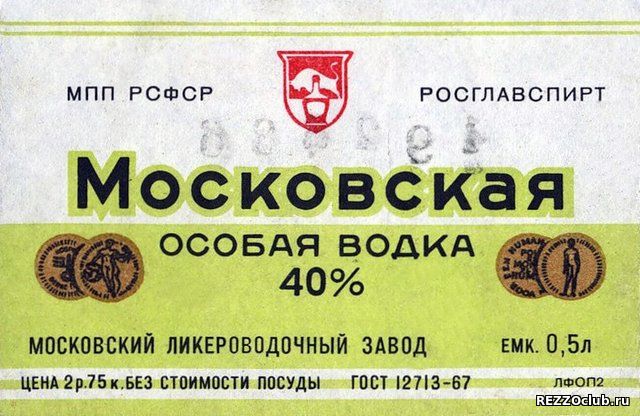 МПП РСФСР РОСГЛАВСПИРТ
МОСКОВСКАЯ
ОСОБАЯ ВОДКА
40%
МОСКОВСКИЙ ЛИКЕРОВОДОЧНЫЙ ЗАВОД ЕМК. 0,5л
ЦЕНА 2р.75к,БЕЗ СТОИМОСТИ ПОСУДЫ ГОСТ 12713-67 ЛФОП2
REZZOclub.ru